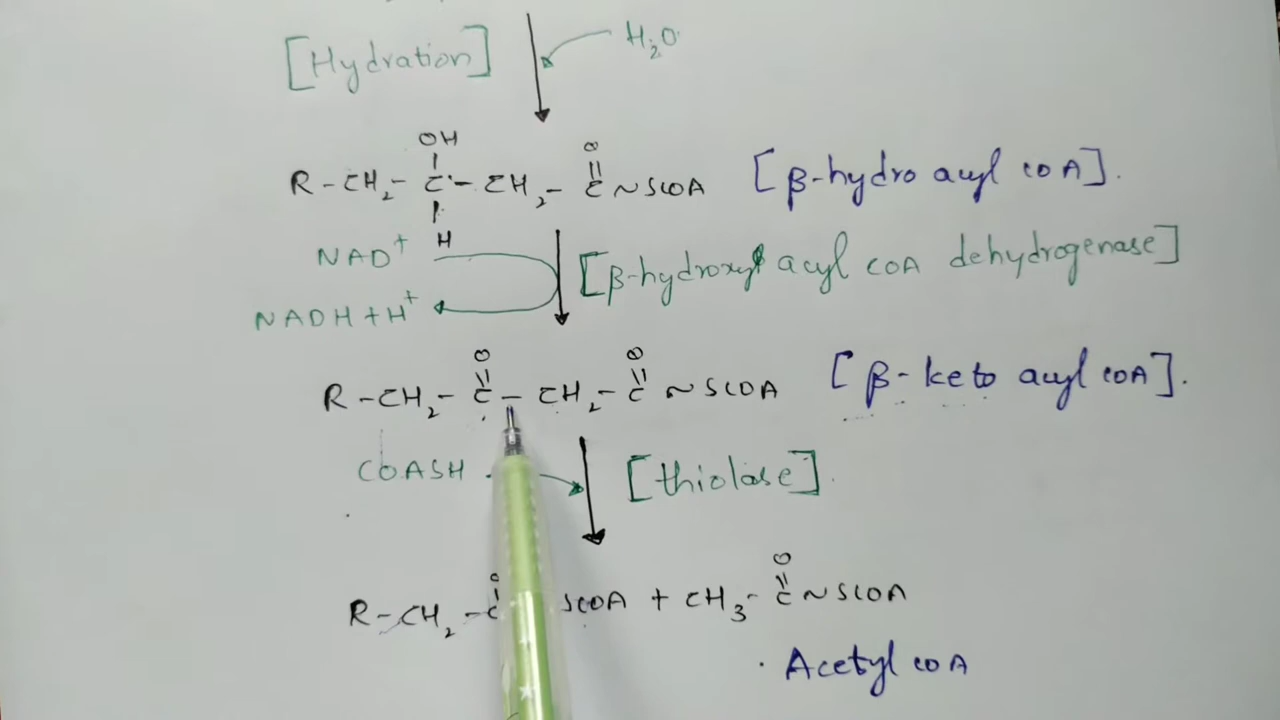 [Hydration] H₂O
OH O
R - CH₂ - C - CH₂ - C ~ SCOA [β-hydro acyl COA].
H
NAD⁺ [β-hydroxy acyl COA dehydrogenase]
NADH + H⁺
O O
R - CH₂ - C - CH₂ - C ~ SCOA [β-keto acyl COA].
COASH [thiolase].
O O
R - CH₂ - C SCOA + CH₃ - C ~ SCOA
Acetyl COA